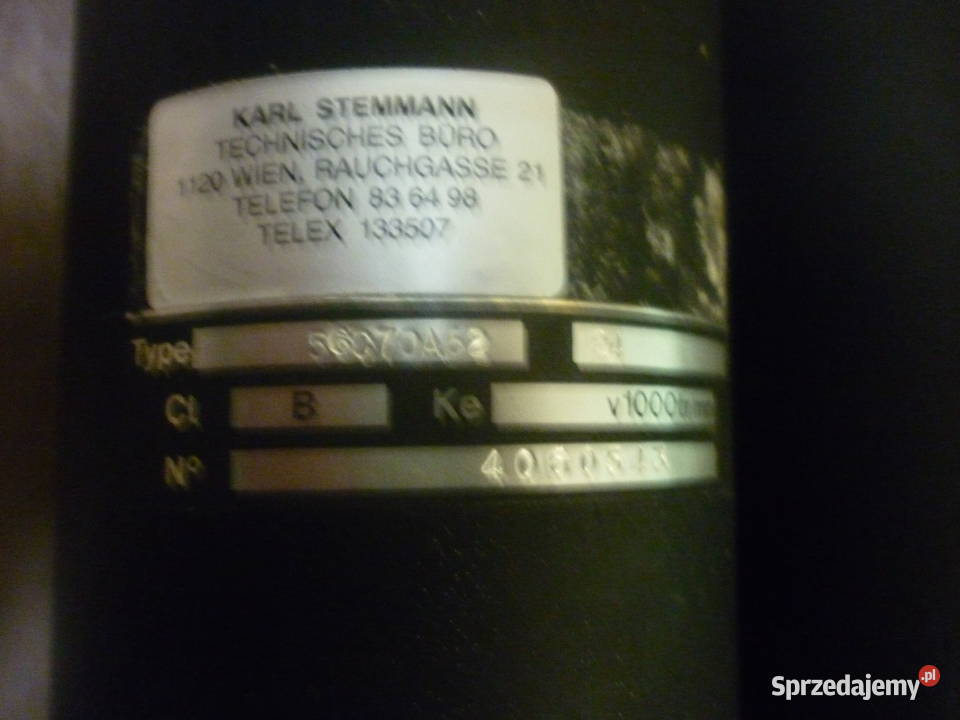 KARL STEMMANN
TECHNISCHES BÜRO
1120 WIEN, RAUCHGASSE 21
TELEFON 83 64 98
TELEX 133507
Type
Cl B Ke v1000
Nº
Sprzedajemy.pl